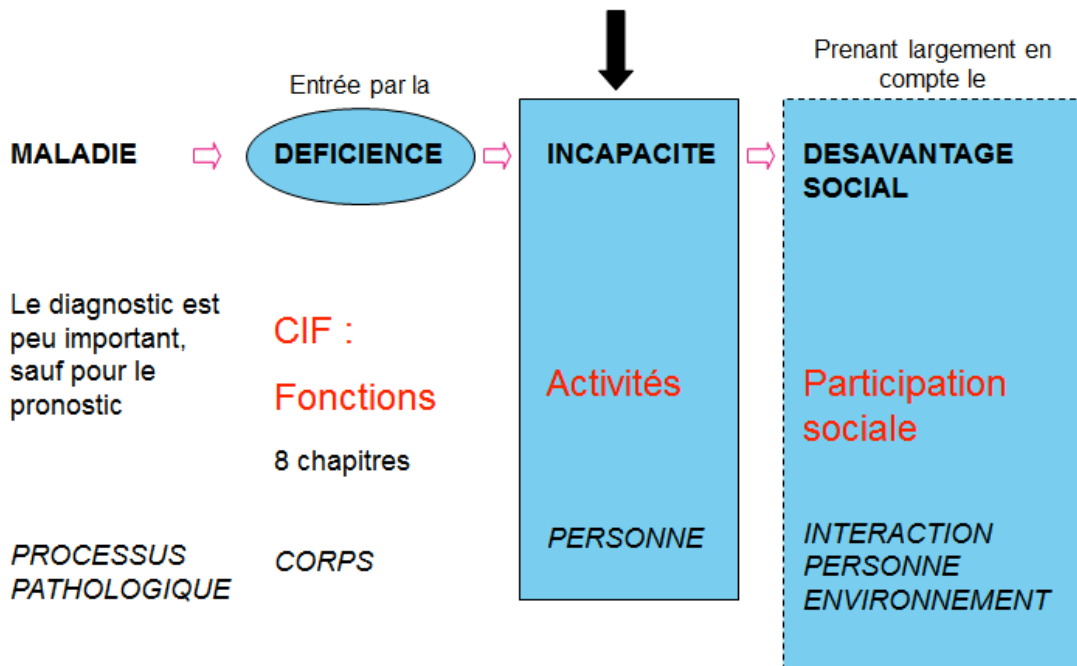 Entrée par la
Prenant largement en
compte le
MALADIE
DEFICIENCE
INCAPACITE
DESAVANTAGE
SOCIAL
Le diagnostic est
peu important,
sauf pour le
pronostic
CIF :
Fonctions
8 chapitres
Activités
Participation
sociale
PROCESSUS
PATHOLOGIQUE
CORPS
PERSONNE
INTERACTION
PERSONNE
ENVIRONNEMENT